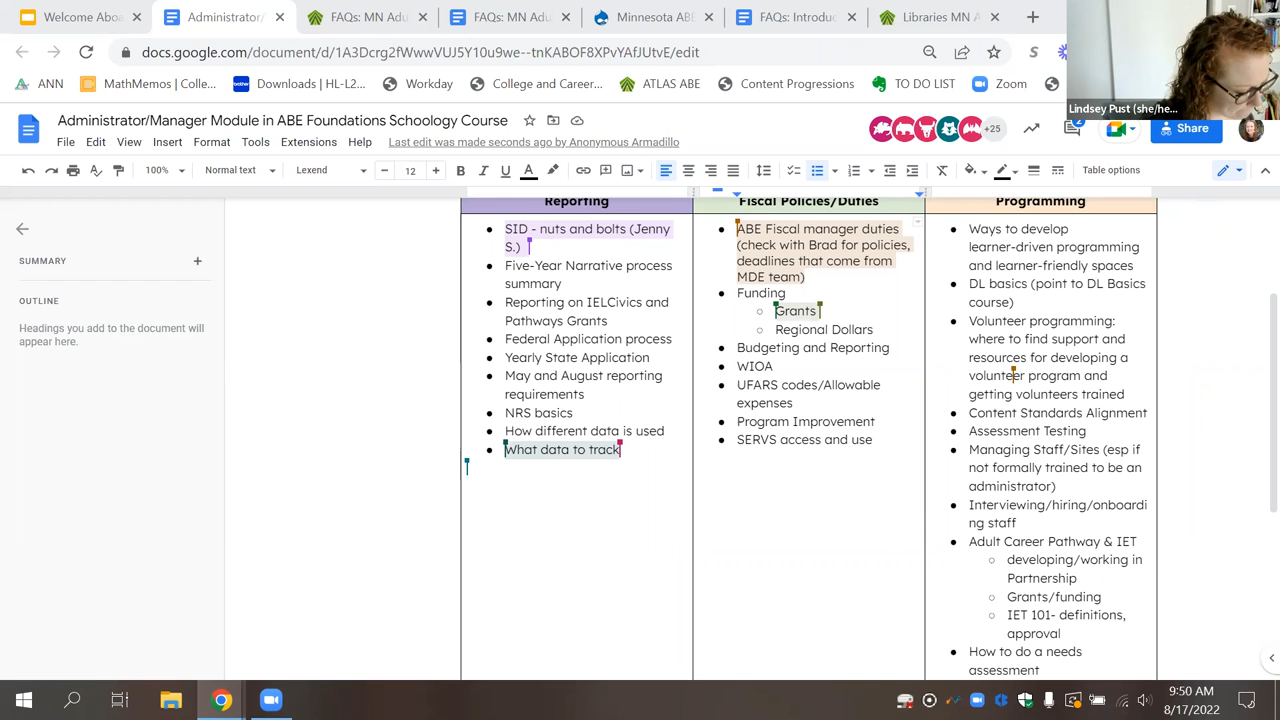 Welcome Aboa
Administrator/
FAQs: MN Adu
FAQs: MN Adu
Minnesota ABE
FAQs: Introduc
Libraries MN A
docs.google.com/document/d/1A3Dcrg2fWwwVUJ5Y10u9we--tnKABOF8XPvYAfJUtvE/edit
S
ANN
MathMemos | Colle...
Downloads | HL-L2...
Workday
College and Career...
ATLAS ABE
Content Progressions
TO DO LIST
Zoom
Lindsey Pust (she/he...
Administrator/Manager Module in ABE Foundations Schology Course
+25
2
Share
File Edit View Insert Format Tools Extensions Help
Last edit was made seconds ago by Anonymous Armadillo
100%
Normal text
Lexend
12
B I U A
Table options
SUMMARY
OUTLINE
Headings you add to the document will
appear here.
Reporting
SID - nuts and bolts (Jenny
S.)
Five-Year Narrative process
summary
Reporting on IELCivics and
Pathways Grants
Federal Application process
Yearly State Application
May and August reporting
requirements
NRS basics
How different data is used
What data to track
Fiscal Policies/Duties
ABE Fiscal manager duties
(check with Brad for policies,
deadlines that come from
MDE team)
Funding
Grants
Regional Dollars
Budgeting and Reporting
WIOA
UFARS codes/Allowable
expenses
Program Improvement
SERVS access and use
Programming
Ways to develop
learner-driven programming
and learner-friendly spaces
DL basics (point to DL Basics
course)
Volunteer programming:
where to find support and
resources for developing a
volunteer program and
getting volunteers trained
Content Standards Alignment
Assessment Testing
Managing Staff/Sites (esp if
not formally trained to be an
administrator)
Interviewing/hiring/onboardi
ng staff
Adult Career Pathway & IET
developing/working in
Partnership
Grants/funding
IET 101- definitions,
approval
How to do a needs
assessment
9:50 AM
8/17/2022